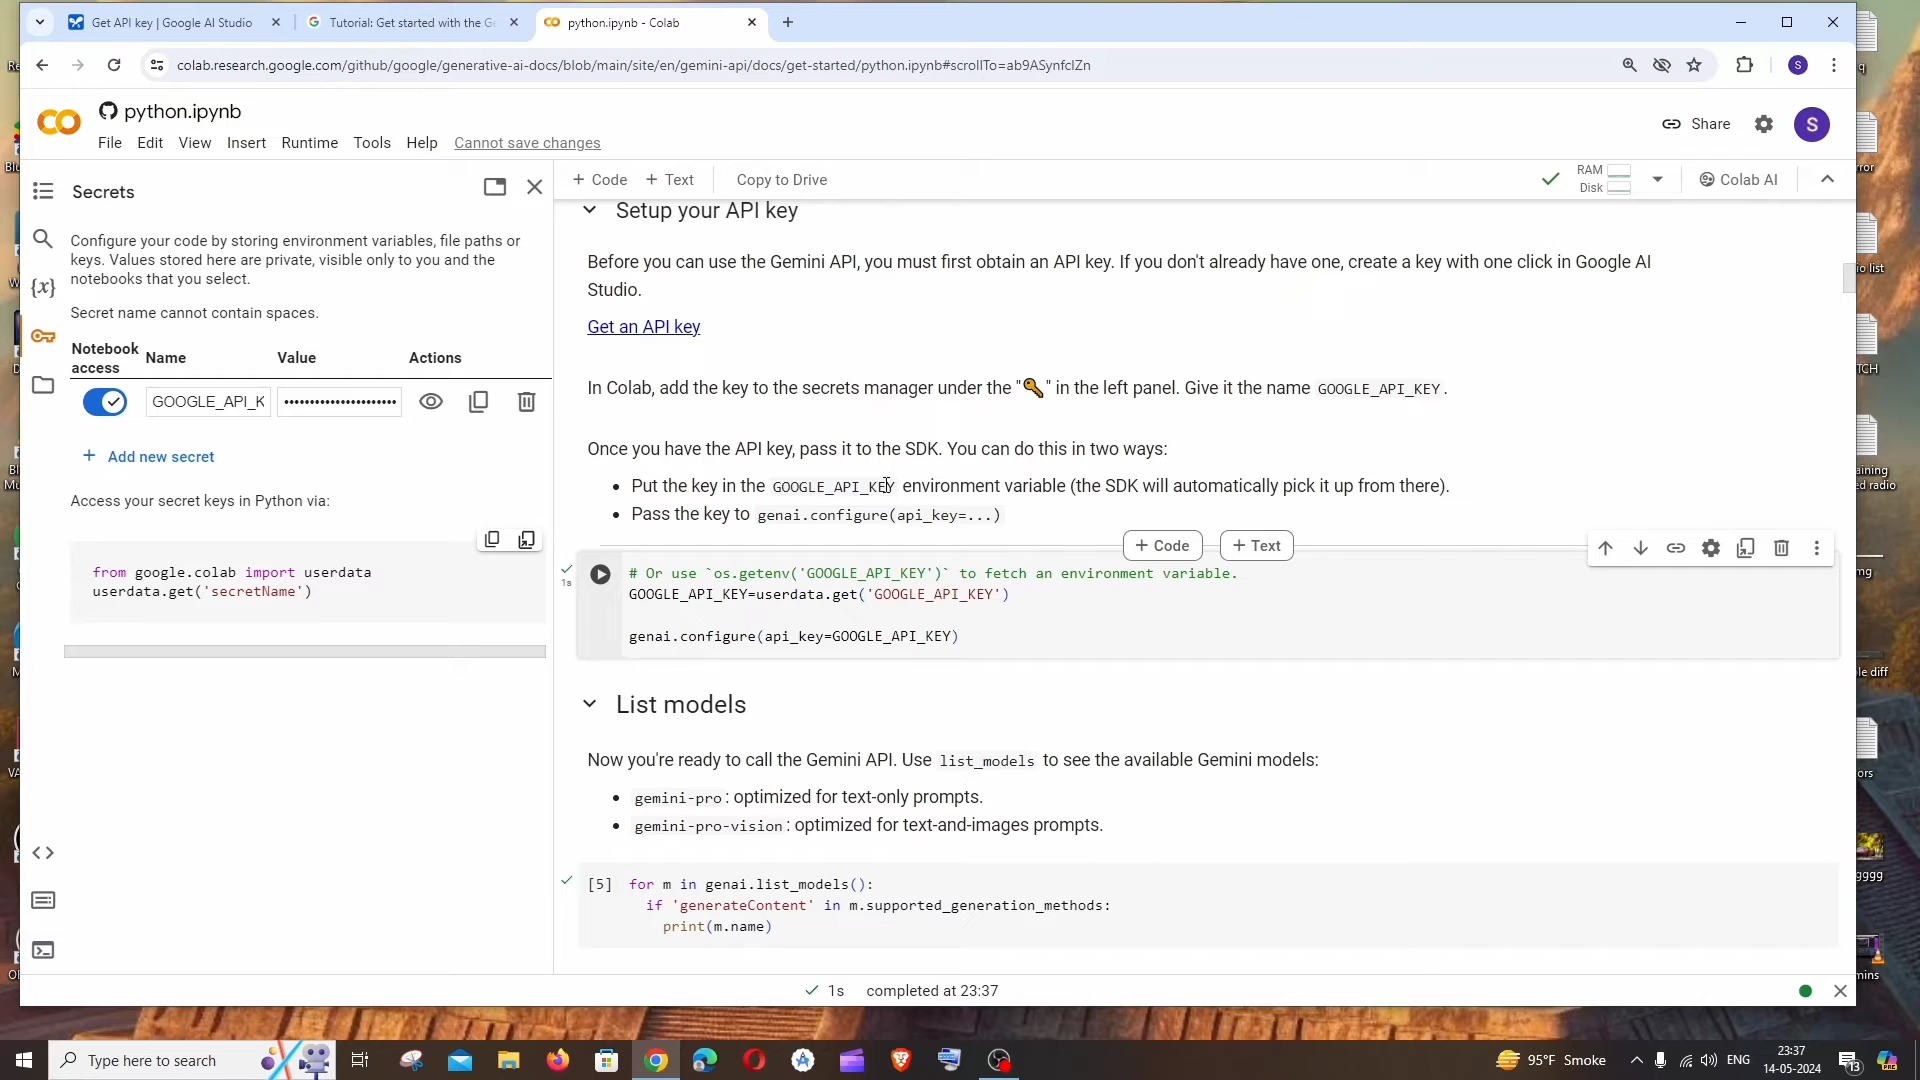 Get API key | Google AI Studio
Tutorial: Get started with the Ge
python.ipynb - Colab
colab.research.google.com/github/google/generative-ai-docs/blob/main/site/en/gemini-api/docs/get-started/python.ipynb#scrollTo=ab9ASynfcIZn
S
python.ipynb
File Edit View Insert Runtime Tools Help Cannot save changes
Share
S
Secrets
+ Code + Text Copy to Drive
RAM
Disk
Colab AI
Configure your code by storing environment variables, file paths or
keys. Values stored here are private, visible only to you and the
notebooks that you select.
Secret name cannot contain spaces.
Notebook access Name Value Actions
GOOGLE_API_K ••••••••••••••••••••••
+ Add new secret
Access your secret keys in Python via:
from google.colab import userdata
userdata.get('secretName')
Setup your API key
Before you can use the Gemini API, you must first obtain an API key. If you don't already have one, create a key with one click in Google AI
Studio.
Get an API key
In Colab, add the key to the secrets manager under the "🔑" in the left panel. Give it the name GOOGLE_API_KEY.
Once you have the API key, pass it to the SDK. You can do this in two ways:
• Put the key in the GOOGLE_API_KEY environment variable (the SDK will automatically pick it up from there).
• Pass the key to genai.configure(api_key=...)
+ Code + Text
1s
# Or use `os.getenv('GOOGLE_API_KEY')` to fetch an environment variable.
GOOGLE_API_KEY=userdata.get('GOOGLE_API_KEY')
genai.configure(api_key=GOOGLE_API_KEY)
List models
Now you're ready to call the Gemini API. Use list_models to see the available Gemini models:
• gemini-pro: optimized for text-only prompts.
• gemini-pro-vision: optimized for text-and-images prompts.
[5] for m in genai.list_models():
if 'generateContent' in m.supported_generation_methods:
print(m.name)
1s completed at 23:37
Type here to search
95°F Smoke
ENG
23:37
14-05-2024
13